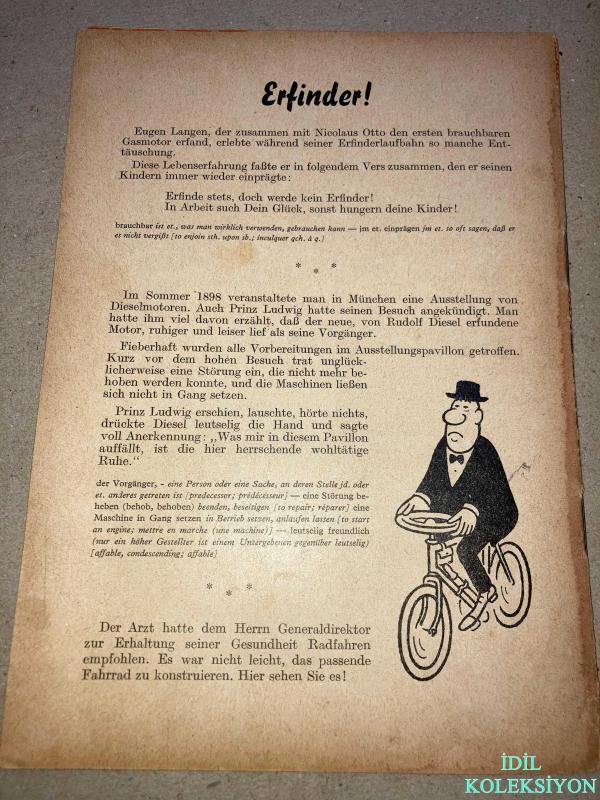 Erfinder!
Eugen Langen, der zusammen mit Nicolaus Otto den ersten brauchbaren
Gasmotor erfand, erlebte während seiner Erfinderlaufbahn so manche Ent-
täuschung.
Diese Lebenserfahrung faßte er in folgendem Vers zusammen, den er seinen
Kindern immer wieder einprägte:
Erfinde stets, doch werde kein Erfinder!
In Arbeit such Dein Glück, sonst hungern deine Kinder!
brauchbar ist et., was man wirklich verwenden, gebrauchen kann — jm et. einprägen jm et. so oft sagen, daß er
es nicht vergißt [to enjoin sth. upon sb.; inculquer qch. à q.]
* * *
Im Sommer 1898 veranstaltete man in München eine Ausstellung von
Dieselmotoren. Auch Prinz Ludwig hatte seinen Besuch angekündigt. Man
hatte ihm viel davon erzählt, daß der neue, von Rudolf Diesel erfundene
Motor, ruhiger und leiser lief als seine Vorgänger.
Fieberhaft wurden alle Vorbereitungen im Ausstellungspavillon getroffen.
Kurz vor dem hohen Besuch trat unglück-
licherweise eine Störung ein, die nicht mehr be-
hoben werden konnte, und die Maschinen ließen
sich nicht in Gang setzen.
Prinz Ludwig erschien, lauschte, hörte nichts,
drückte Diesel leutselig die Hand und sagte
voll Anerkennung: „Was mir in diesem Pavillon
auffällt, ist die hier herrschende wohltätige
Ruhe.“
der Vorgänger, - eine Person oder eine Sache, an deren Stelle jd. oder
et. anderes getreten ist [predecessor; prédécesseur] — eine Störung be-
heben (behob, behoben) beenden, beseitigen [to repair; réparer] eine
Maschine in Gang setzen in Betrieb setzen, anlaufen lassen [to start
an engine; mettre en marche (une machine)] — leutselig freundlich
(nur ein höher Gestellter ist einem Untergebenen gegenüber leutselig)
[affable, condescending; affable]
* * *
Der Arzt hatte dem Herrn Generaldirektor
zur Erhaltung seiner Gesundheit Radfahren
empfohlen. Es war nicht leicht, das passende
Fahrrad zu konstruieren. Hier sehen Sie es!
İDİL
KOLEKSİYON